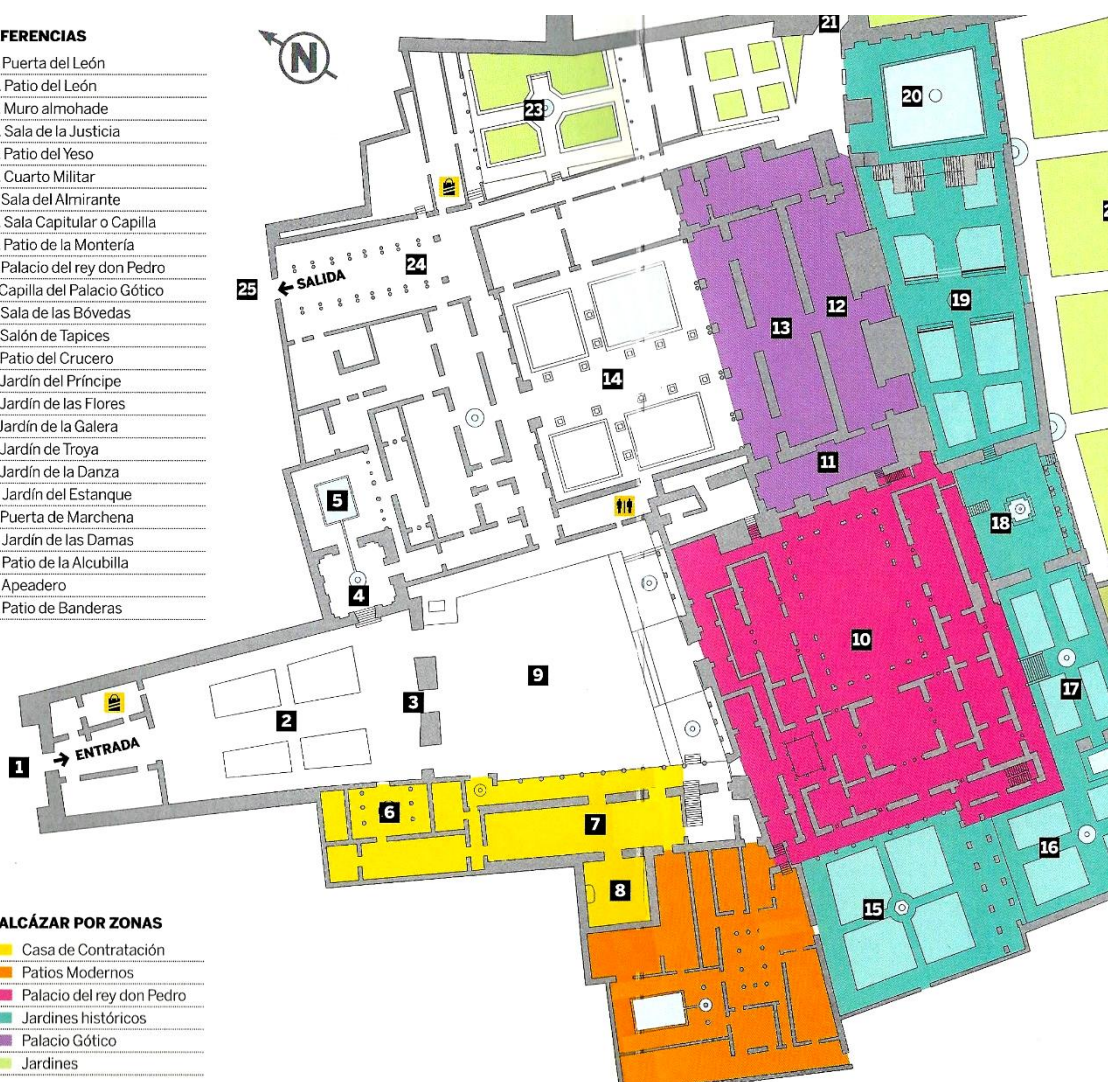 FERENCIAS
Puerta del León
Patio del León
Muro almohade
Sala de la Justicia
Patio del Yeso
Cuarto Militar
Sala del Almirante
Sala Capitular o Capilla
Patio de la Montería
Palacio del rey don Pedro
Capilla del Palacio Gótico
Sala de las Bóvedas
Salón de Tapices
Patio del Crucero
Jardín del Príncipe
Jardín de las Flores
Jardín de la Galera
Jardín de Troya
Jardín de la Danza
Jardín del Estanque
Puerta de Marchena
Jardín de las Damas
Patio de la Alcubilla
Apeadero
Patio de Banderas
N
21
20
23
24
25
SALIDA
19
12
13
14
11
5
18
4
10
9
17
3
2
1
ENTRADA
6
7
16
8
15
ALCÁZAR POR ZONAS
Casa de Contratación
Patios Modernos
Palacio del rey don Pedro
Jardines históricos
Palacio Gótico
Jardines